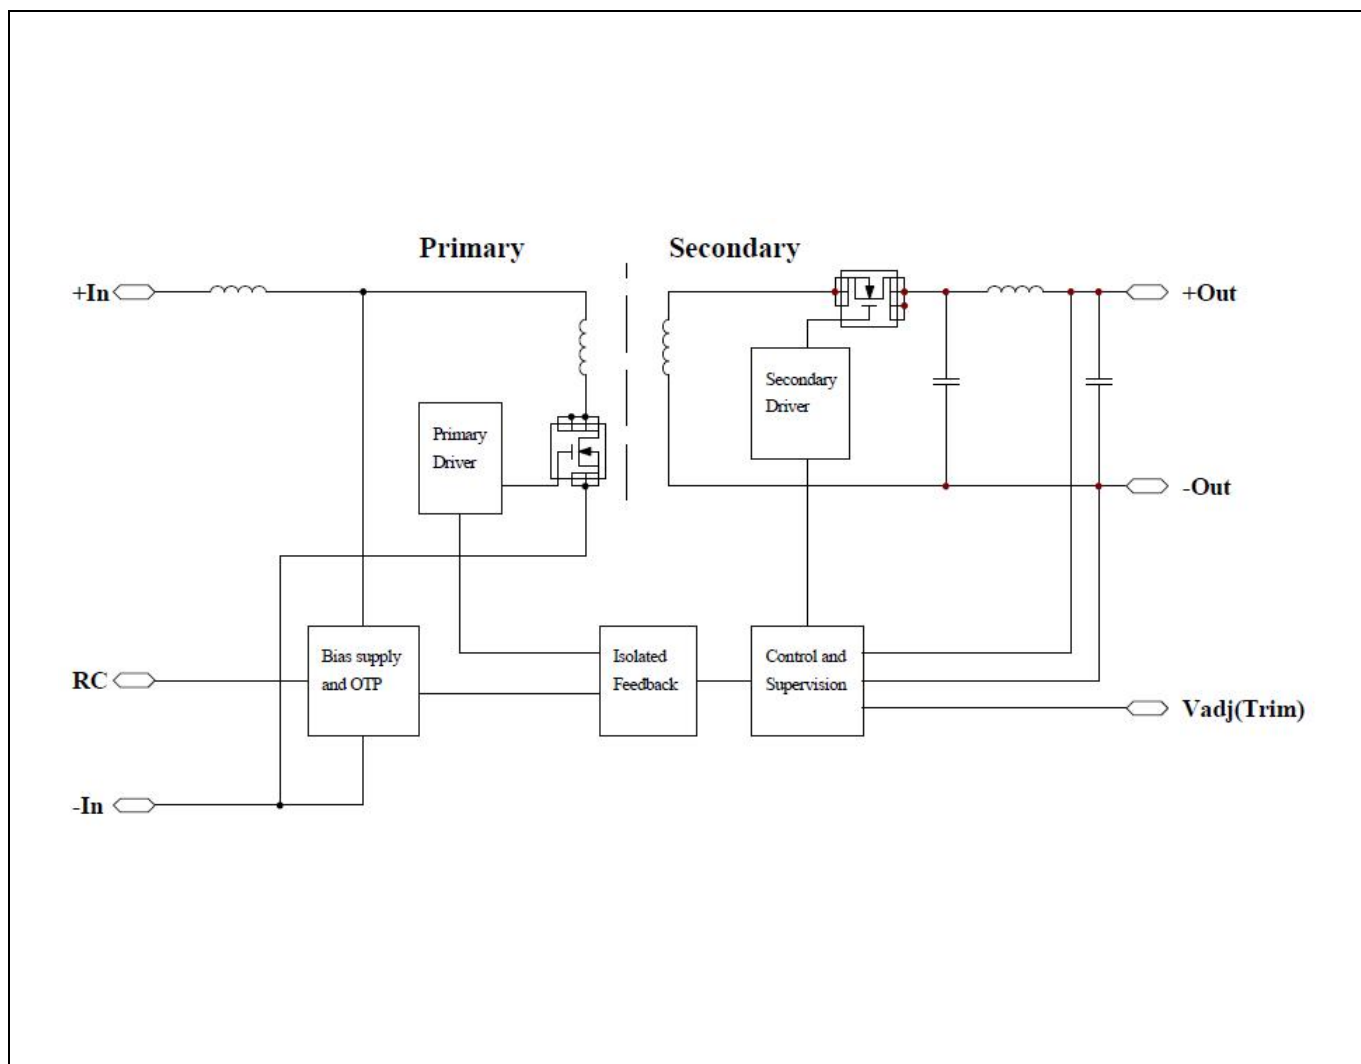 Primary
Secondary
+In
+Out
Secondary
Driver
Primary
Driver
-Out
Bias supply
and OTP
Isolated
Feedback
Control and
Supervision
RC
Vadj(Trim)
-In